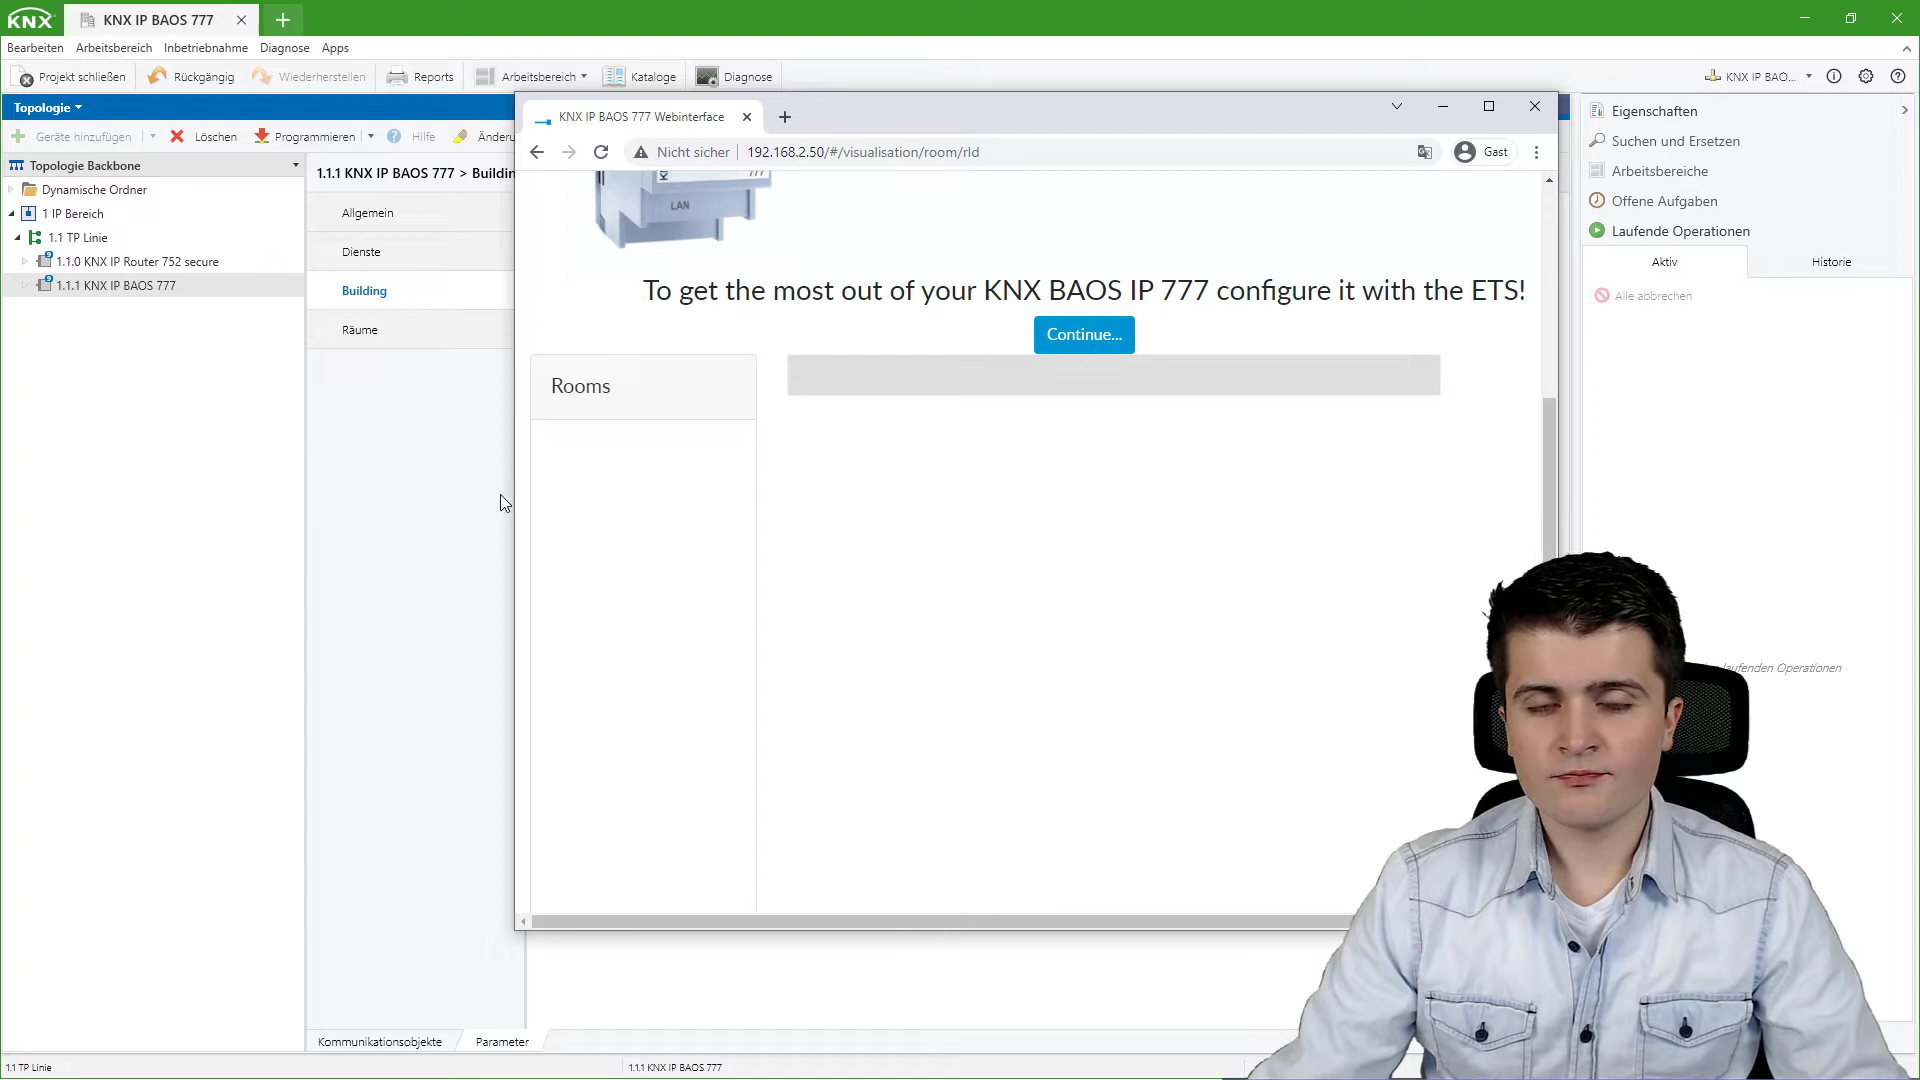 KNX KNX IP BAOS 777
Bearbeiten Arbeitsbereich Inbetriebnahme Diagnose Apps
Projekt schließen Rückgängig Wiederherstellen Reports Arbeitsbereich Kataloge Diagnose KNX IP BAO...
Topologie
Geräte hinzufügen Löschen Programmieren Hilfe Änderu
Topologie Backbone
Dynamische Ordner
1 IP Bereich
1.1 TP Linie
1.1.0 KNX IP Router 752 secure
1.1.1 KNX IP BAOS 777
1.1.1 KNX IP BAOS 777 > Buildin
Allgemein
Dienste
Building
Räume
KNX IP BAOS 777 Webinterface
Nicht sicher 192.168.2.50/#/visualisation/room/rld Gast
777
LAN
To get the most out of your KNX BAOS IP 777 configure it with the ETS!
Continue...
Rooms
Eigenschaften
Suchen und Ersetzen
Arbeitsbereiche
Offene Aufgaben
Laufende Operationen
Aktiv Historie
Alle abbrechen
laufenden Operationen
Kommunikationsobjekte Parameter
1.1 TP Linie 1.1.1 KNX IP BAOS 777